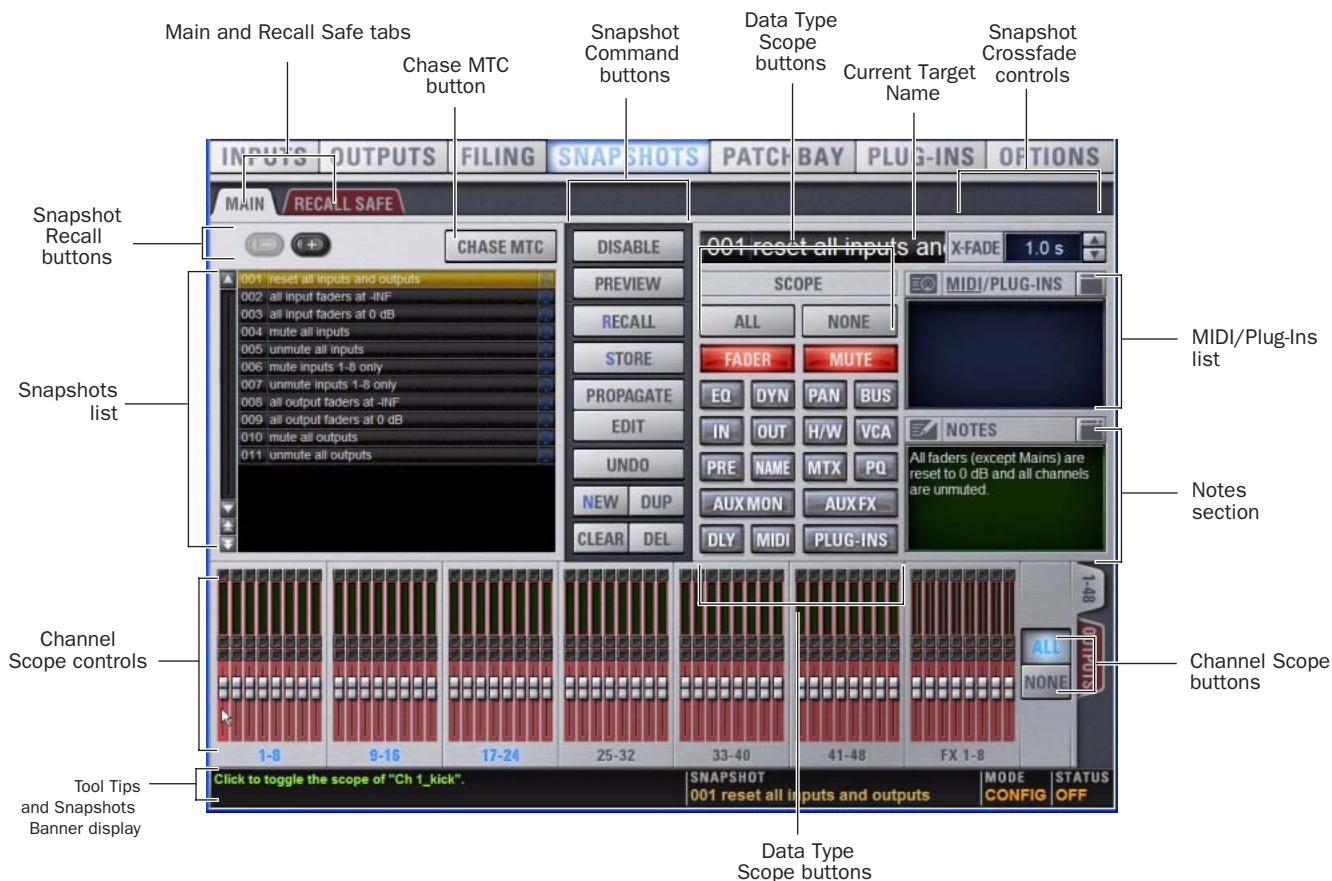 Main and Recall Safe tabs
Chase MTC
button
Snapshot
Command
buttons
Data Type
Scope
buttons
Current Target
Name
Snapshot
Crossfade
controls
INPUTS OUTPUTS FILING SNAPSHOTS PATCHBAY PLUG-INS OPTIONS
MAIN RECALL SAFE
Snapshot
Recall
buttons
- +
CHASE MTC
Snapshots
list
001 reset all inputs and outputs
002 all input faders at -INF
003 all input faders at 0 dB
004 mute all inputs
005 unmute all inputs
006 mute inputs 1-8 only
007 unmute inputs 1-8 only
008 all output faders at -INF
009 all output faders at 0 dB
010 mute all outputs
011 unmute all outputs
DISABLE
PREVIEW
RECALL
STORE
PROPAGATE
EDIT
UNDO
NEW DUP
CLEAR DEL
001 reset all inputs an
X-FADE 1.0 s
SCOPE
ALL NONE
FADER MUTE
EQ DYN PAN BUS
IN OUT H/W VCA
PRE NAME MTX PQ
AUX MON AUX FX
DLY MIDI PLUG-INS
MIDI/PLUG-INS
NOTES
All faders (except Mains) are
reset to 0 dB and all channels
are unmuted.
MIDI/Plug-Ins
list
Notes
section
Channel
Scope controls
1-8 9-16 17-24 25-32 33-40 41-48 FX 1-8
ALL
NONE
1-48
OUTPUTS
Channel Scope
buttons
Tool Tips
and Snapshots
Banner display
Click to toggle the scope of "Ch 1_kick".
SNAPSHOT
001 reset all inputs and outputs
MODE
CONFIG
STATUS
OFF
Data Type
Scope buttons